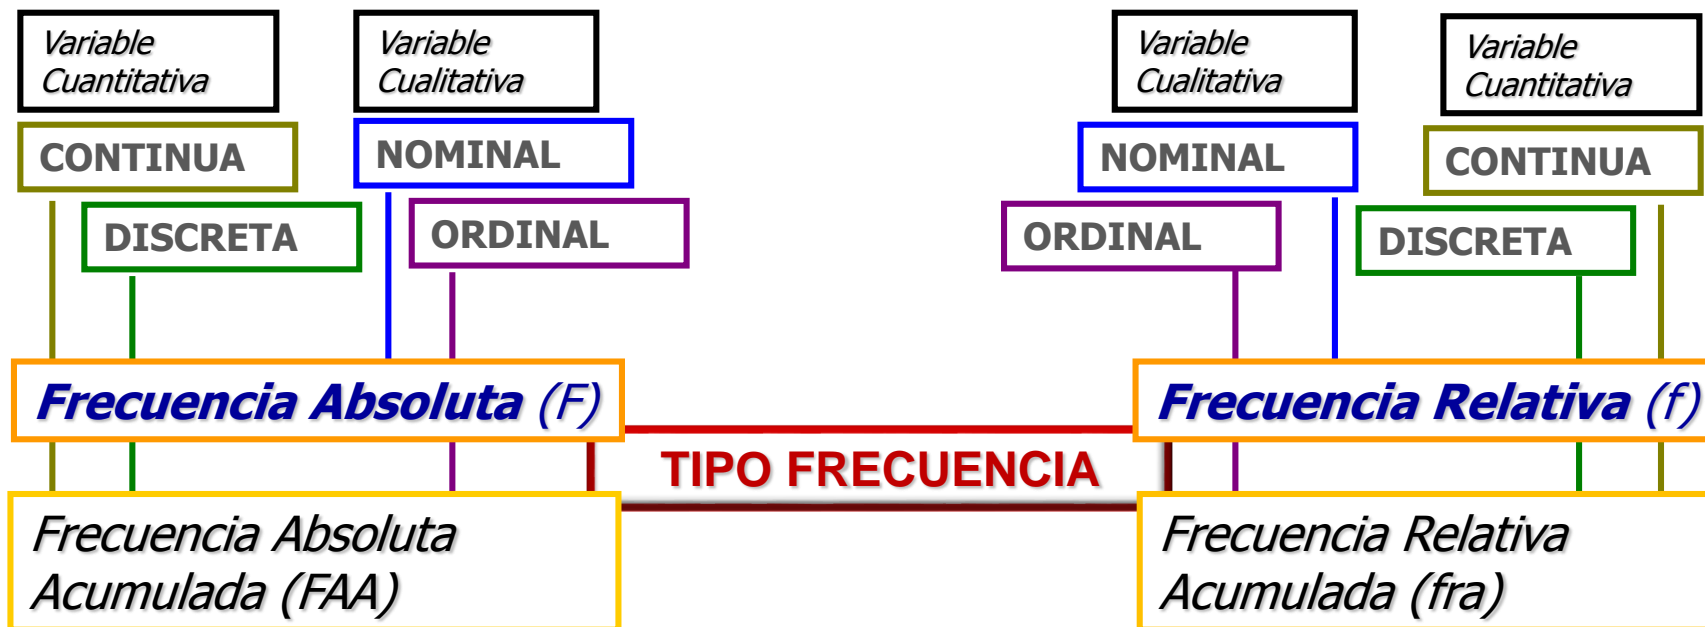 Variable
Cuantitativa
Variable
Cualitativa
Variable
Cualitativa
Variable
Cuantitativa
CONTINUA
NOMINAL
NOMINAL
CONTINUA
DISCRETA
ORDINAL
ORDINAL
DISCRETA
Frecuencia Absoluta (F)
Frecuencia Relativa (f)
TIPO FRECUENCIA
Frecuencia Absoluta
Acumulada (FAA)
Frecuencia Relativa
Acumulada (fra)